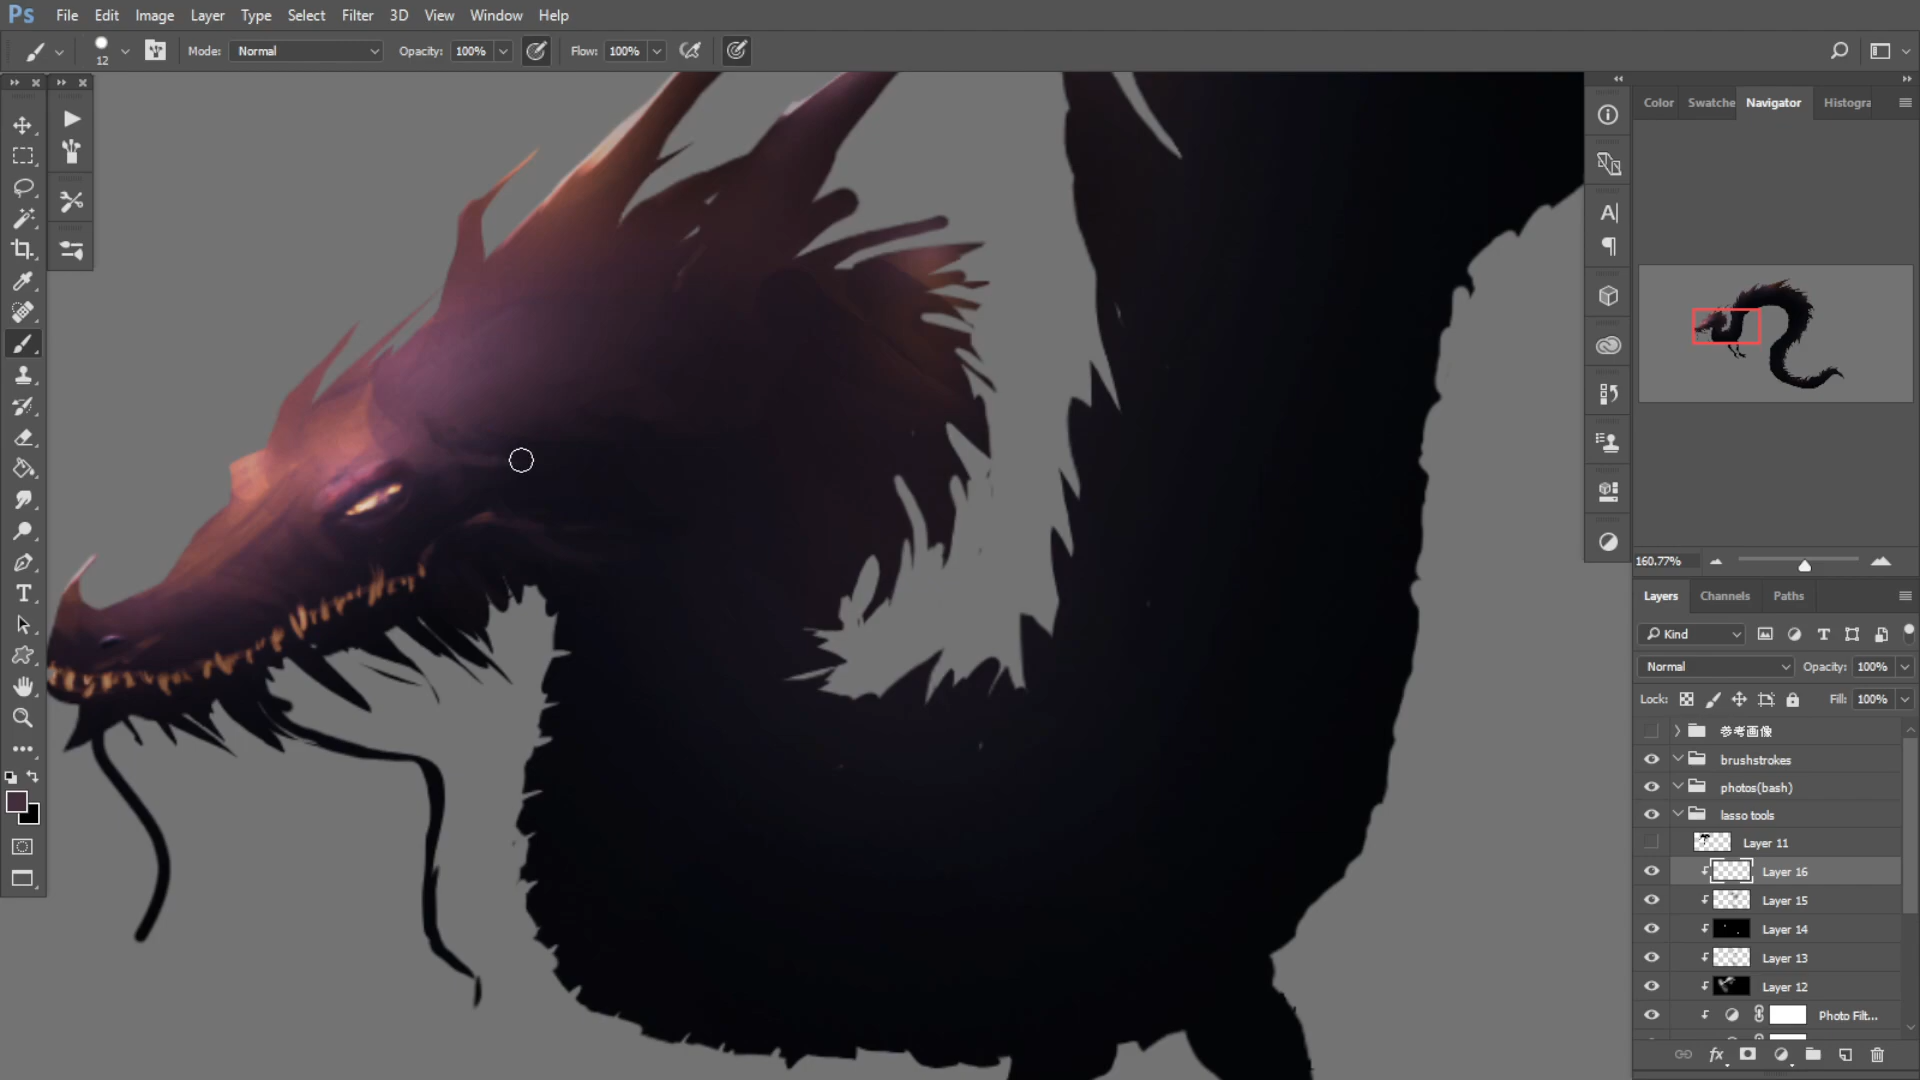 Ps File Edit Image Layer Type Select Filter 3D View Window Help
12 Mode: Normal Opacity: 100% Flow: 100%
Color Swatche Navigator Histogra
160.77%
Layers Channels Paths
Kind
Normal Opacity: 100%
Lock: Fill: 100%
参考画像
brushstrokes
photos(bash)
lasso tools
Layer 11
Layer 16
Layer 15
Layer 14
Layer 13
Layer 12
Photo Filt...
fx